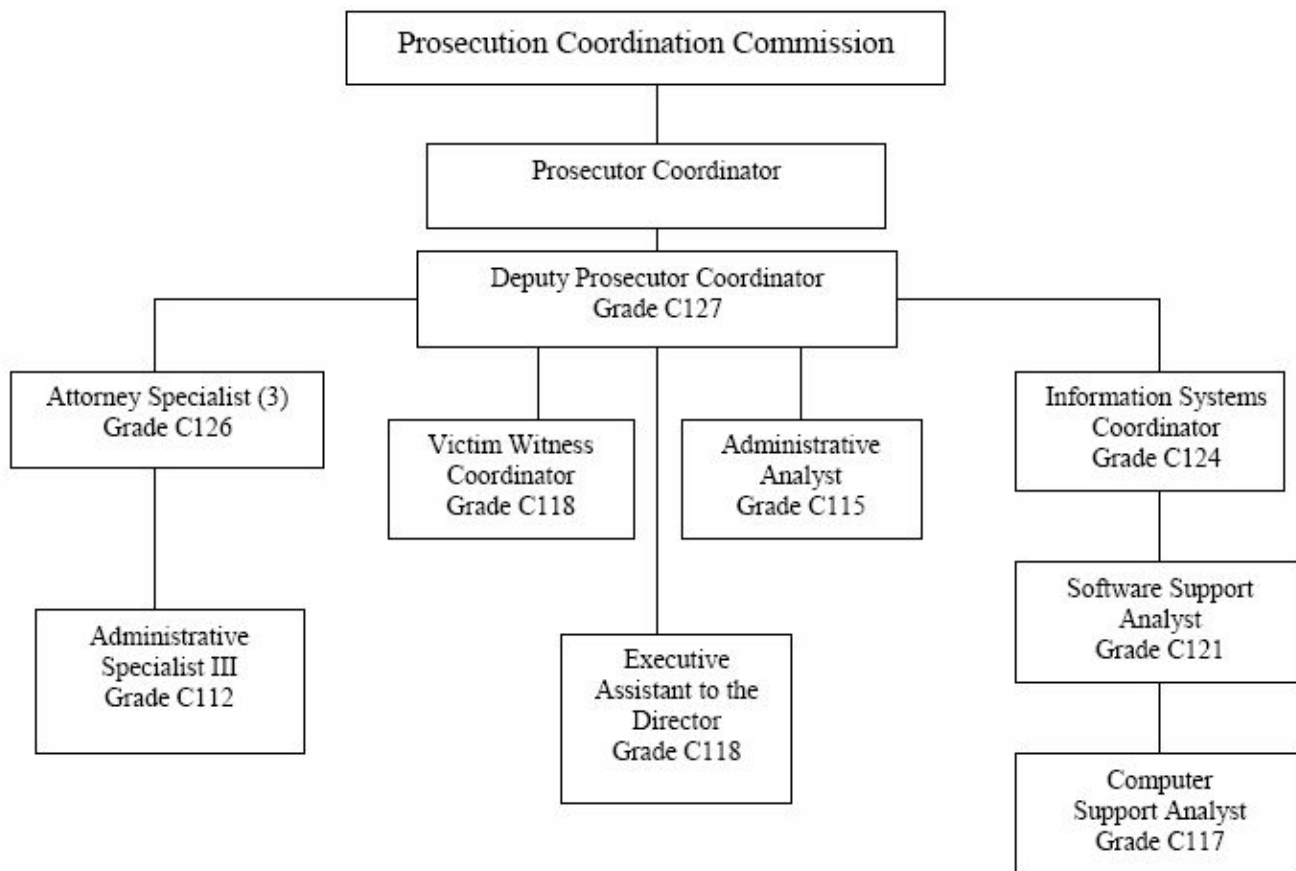 Prosecution Coordination Commission
Prosecutor Coordinator
Deputy Prosecutor Coordinator
Grade C127
Attorney Specialist (3)
Grade C126
Victim Witness
Coordinator
Grade C118
Administrative
Analyst
Grade C115
Information Systems
Coordinator
Grade C124
Administrative
Specialist III
Grade C112
Executive
Assistant to the
Director
Grade C118
Software Support
Analyst
Grade C121
Computer
Support Analyst
Grade C117